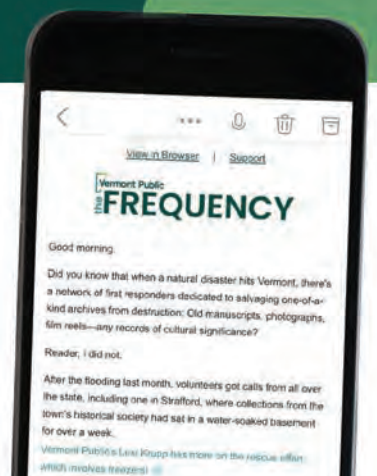 View in Browser | Support
Vermont Public
the FREQUENCY
Good morning.
Did you know that when a natural disaster hits Vermont, there's
a network of first responders dedicated to salvaging one-of-a-
kind archives from destruction: Old manuscripts, photographs,
film reels—any records of cultural significance?
Reader, I did not.
After the flooding last month, volunteers got calls from all over
the state, including one in Strafford, where collections from the
town's historical society had sat in a water-soaked basement
for over a week.
Vermont Public's Lexi Krupp has more on the rescue effort,
which involves freezers!